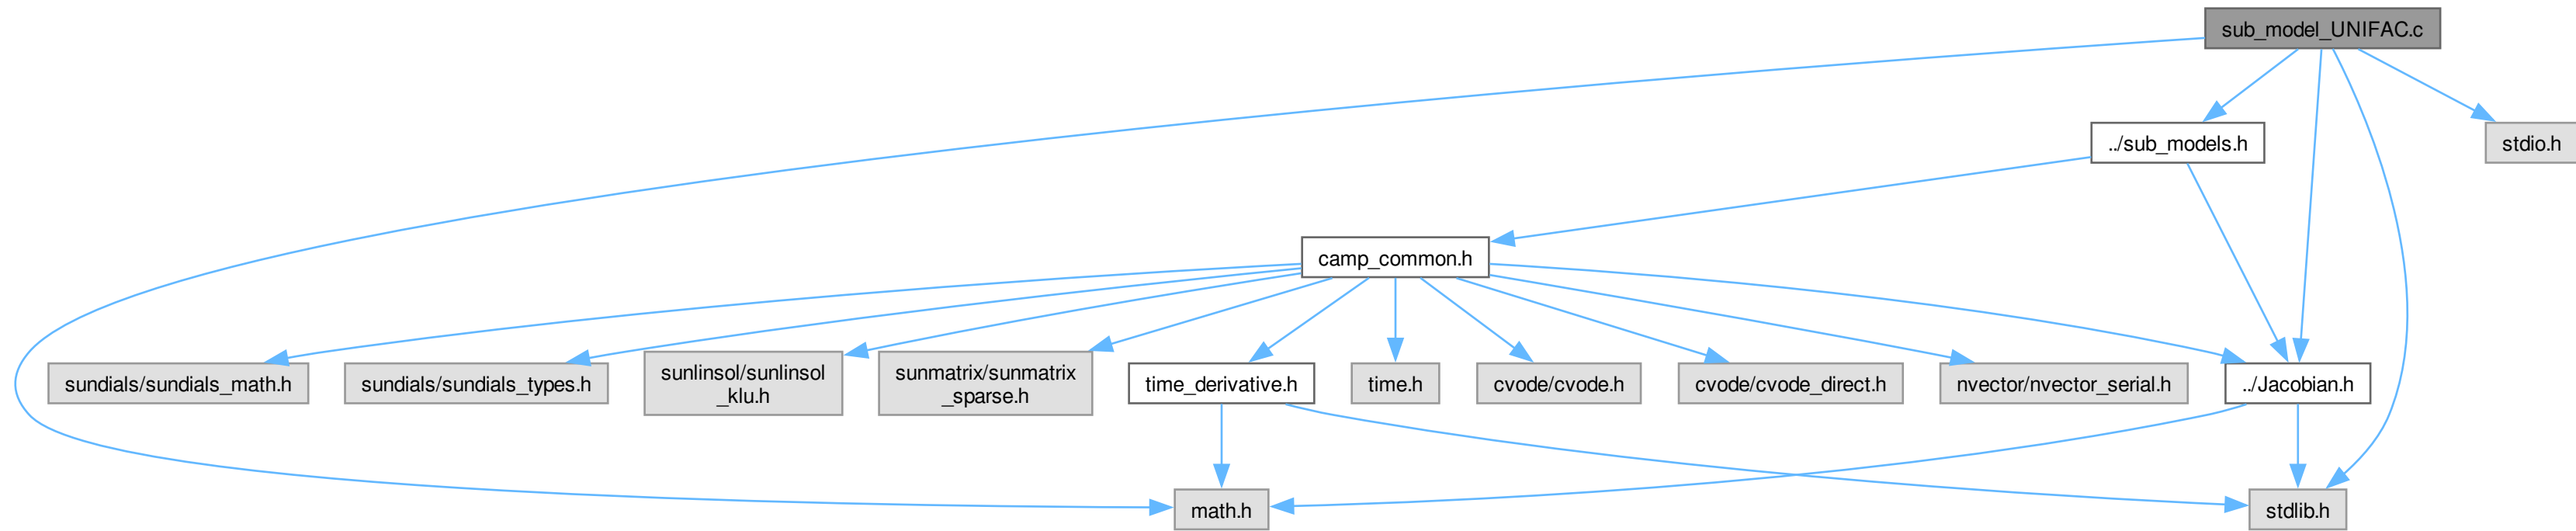 sub_model_UNIFAC.c
../sub_models.h
stdio.h
camp_common.h
sundials/sundials_math.h
sundials/sundials_types.h
sunlinsol/sunlinsol
_klu.h
sunmatrix/sunmatrix
_sparse.h
time_derivative.h
time.h
cvode/cvode.h
cvode/cvode_direct.h
nvector/nvector_serial.h
../Jacobian.h
math.h
stdlib.h